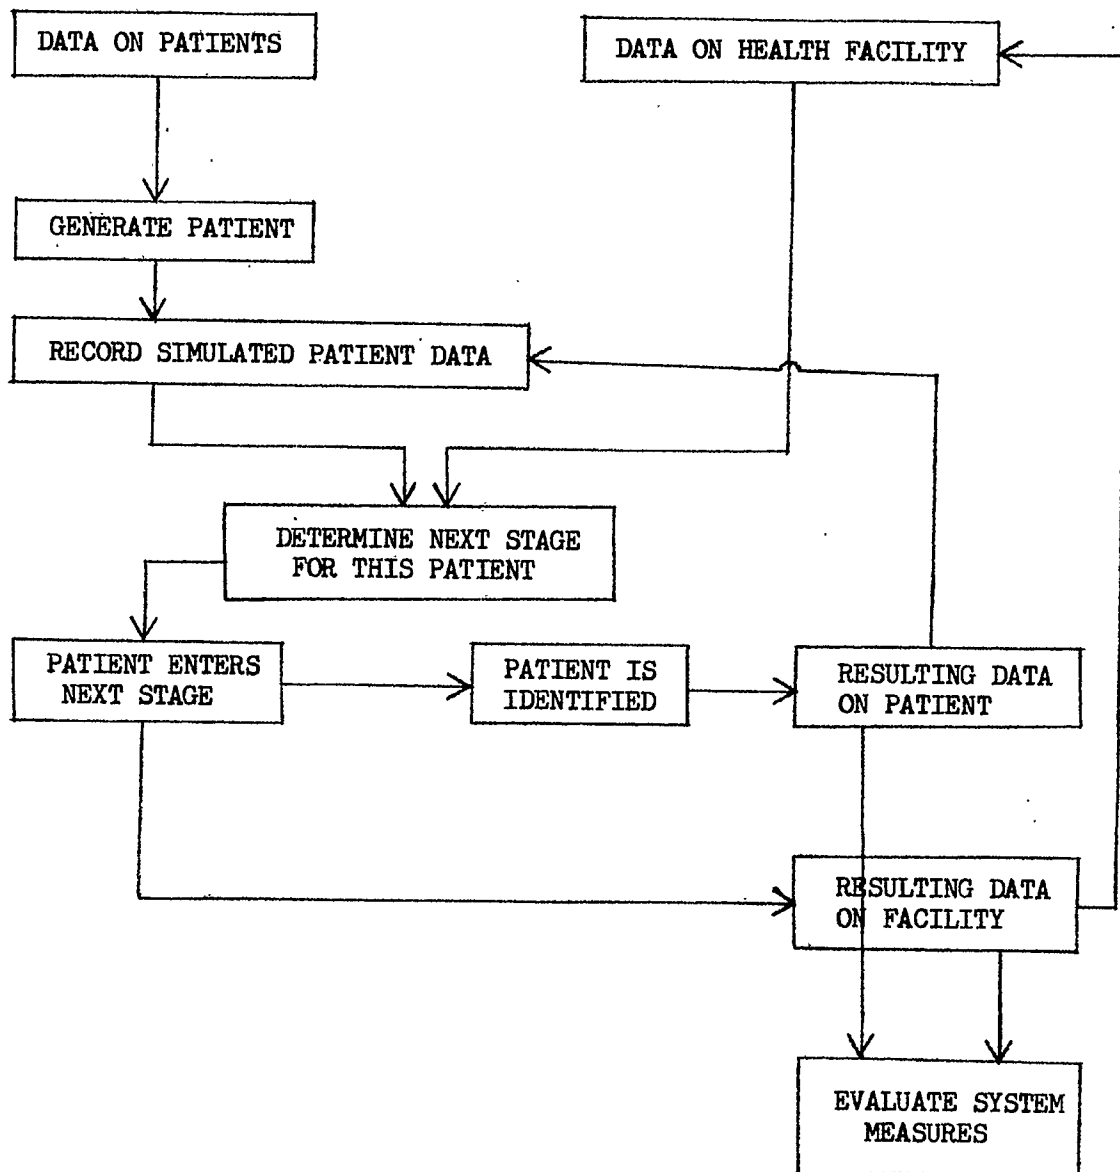 DATA ON PATIENTS
DATA ON HEALTH FACILITY
GENERATE PATIENT
RECORD SIMULATED PATIENT DATA
DETERMINE NEXT STAGE
FOR THIS PATIENT
PATIENT ENTERS
NEXT STAGE
PATIENT IS
IDENTIFIED
RESULTING DATA
ON PATIENT
RESULTING DATA
ON FACILITY
EVALUATE SYSTEM
MEASURES